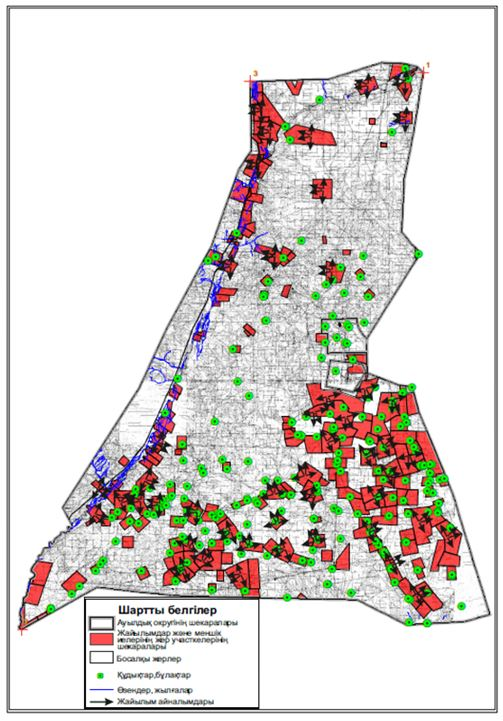 3
1
Шартты белгілер
Ауылдық округінің шекаралары
Жайылымдар және меншік
иелерінің жер участкелерінің
шекаралары
Босалқы жерлер
Құдықтар,бұлақтар
Өвендер, жылғалар
Жайылым айналымдары